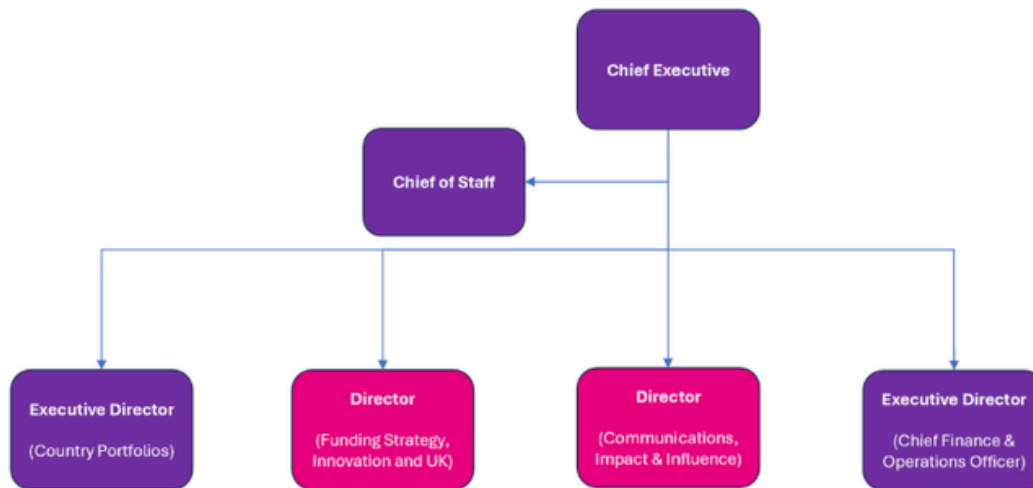 Chief Executive
Chief of Staff
Executive Director
(Country Portfolios)
Director
(Funding Strategy,
Innovation and UK)
Director
(Communications,
Impact & Influence)
Executive Director
(Chief Finance &
Operations Officer)